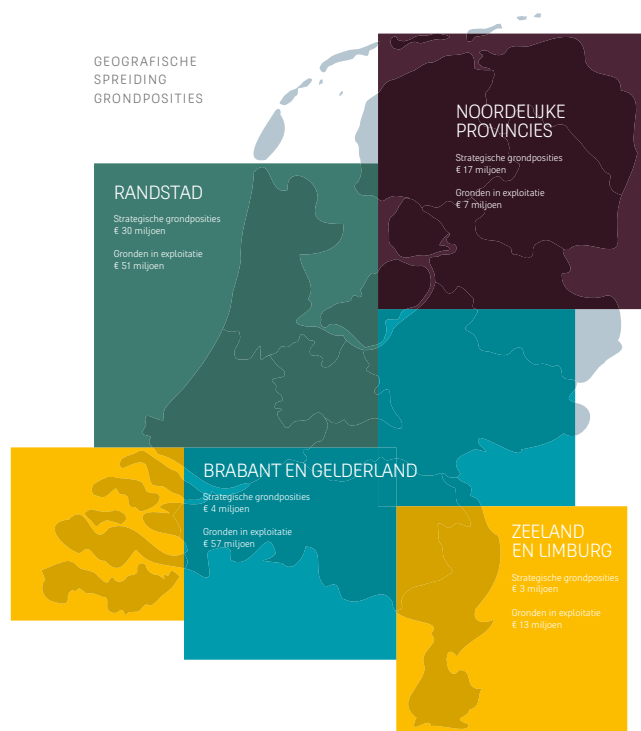 GEOGRAFISCHE
SPREIDING
GRONDPOSITIES
NOORDELIJKE
PROVINCIES
Strategische grondposities
€ 17 miljoen
Gronden in exploitatie
€ 7 miljoen
RANDSTAD
Strategische grondposities
€ 30 miljoen
Gronden in exploitatie
€ 51 miljoen
BRABANT EN GELDERLAND
Strategische grondposities
€ 4 miljoen
Gronden in exploitatie
€ 57 miljoen
ZEELAND
EN LIMBURG
Strategische grondposities
€ 3 miljoen
Gronden in exploitatie
€ 13 miljoen